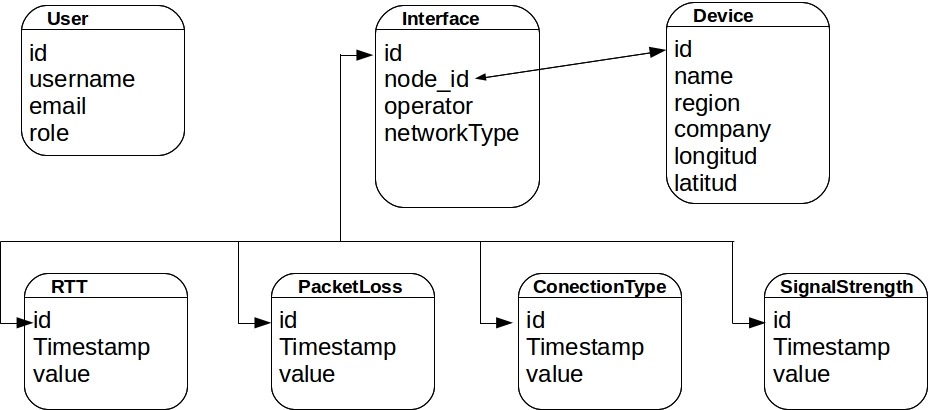 User
id
username
email
role
Interface
id
node_id
operator
networkType
Device
id
name
region
company
longitud
latitud
RTT
id
Timestamp
value
PacketLoss
id
Timestamp
value
ConectionType
id
Timestamp
value
SignalStrength
id
Timestamp
value